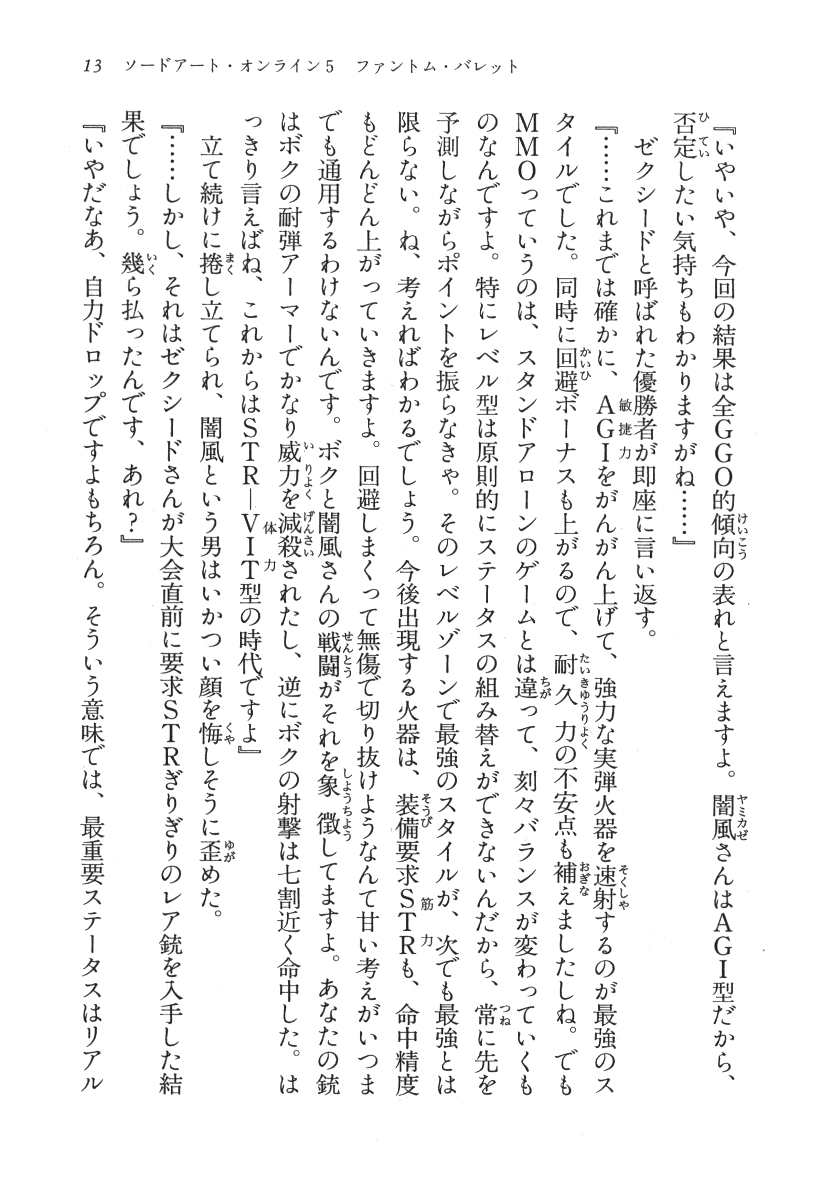 13　ソードアート・オンライン5　ファントム・バレット
『いやいや、今回の結果は全GGO的傾向の表れと言えますよ。闇風さんはAGI型だから、
否定したい気持ちもわかりますがね……』
　ゼクシードと呼ばれた優勝者が即座に言い返す。
『……これまでは確かに、AGIをがんがん上げて、強力な実弾火器を速射するのが最強のス
タイルでした。同時に回避ボーナスも上がるので、耐久力の不安点も補えましたしね。でも
MMOっていうのは、スタンドアローンのゲームとは違って、刻々バランスが変わっていくも
のなんですよ。特にレベル型は原則的にステータスの組み替えができないんだから、常に先を
予測しながらポイントを振らなきゃ。そのレベルゾーンで最強のスタイルが、次でも最強とは
限らない。ね、考えればわかるでしょう。今後出現する火器は、装備要求STRも、命中精度
もどんどん上がっていきますよ。回避しまくって無傷で切り抜けようなんて甘い考えがいつま
でも通用するわけないんです。ボクと闇風さんの戦闘がそれを象徴してますよ。あなたの銃
はボクの耐弾アーマーでかなり威力を減殺されたし、逆にボクの射撃は七割近く命中した。は
っきり言えばね、これからはSTR―VIT型の時代ですよ』
　立て続けに捲し立てられ、闇風という男はいかつい顔を悔しそうに歪めた。
『……しかし、それはゼクシードさんが大会直前に要求STRぎりぎりのレア銃を入手した結
果でしょう。幾ら払ったんです、あれ？』
『いやだなあ、自力ドロップですよもちろん。そういう意味では、最重要ステータスはリアル